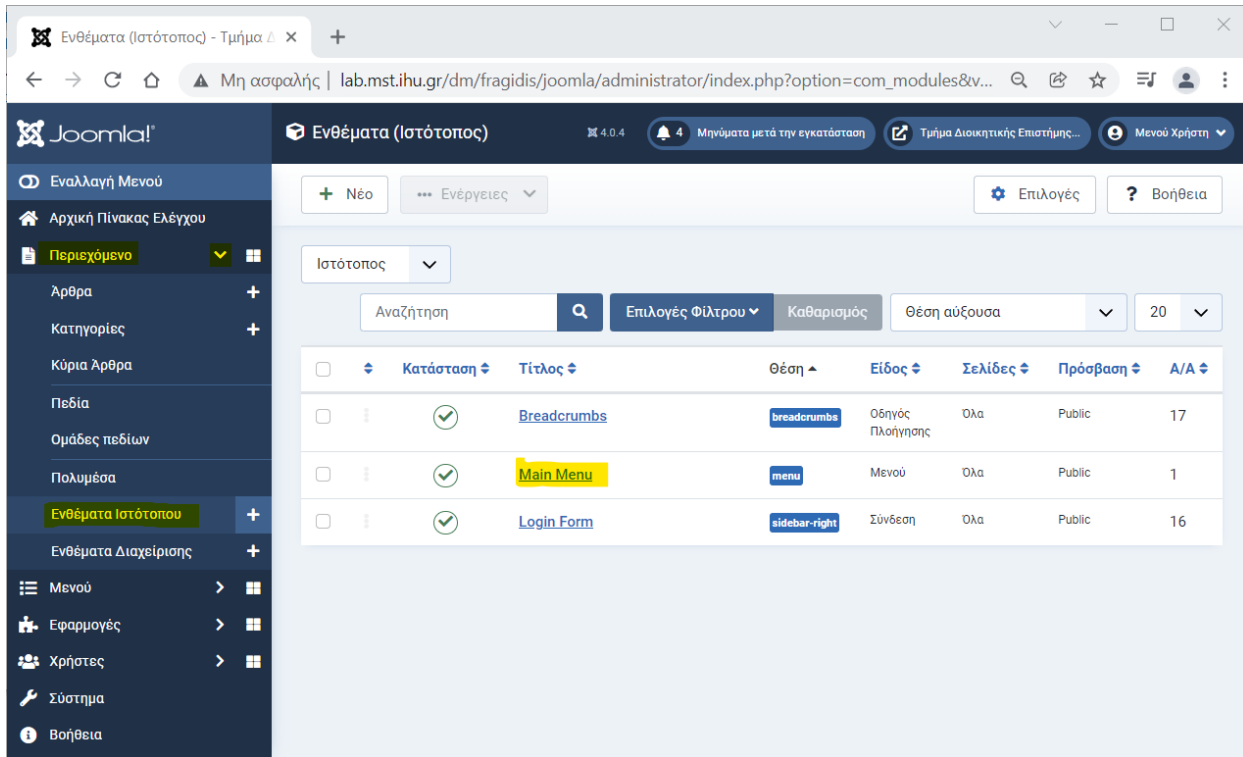 Ενθέματα (Ιστότοπος) - Τμήμα Δ
Μη ασφαλής | lab.mst.ihu.gr/dm/fragidis/joomla/administrator/index.php?option=com_modules&v...
Joomla!
Ενθέματα (Ιστότοπος)
4.0.4
4 Μηνύματα μετά την εγκατάσταση
Τμήμα Διοικητικής Επιστήμης...
Μενού Χρήστη
Εναλλαγή Μενού
Αρχική Πίνακας Ελέγχου
Περιεχόμενο
Άρθρα
Κατηγορίες
Κύρια Άρθρα
Πεδία
Ομάδες πεδίων
Πολυμέσα
Ενθέματα Ιστότοπου
Ενθέματα Διαχείρισης
Μενού
Εφαρμογές
Χρήστες
Σύστημα
Βοήθεια
+ Νέο ••• Ενέργειες Επιλογές ? Βοήθεια
Ιστότοπος
Αναζήτηση Επιλογές Φίλτρου Καθαρισμός Θέση αύξουσα 20
Κατάσταση Τίτλος Θέση Είδος Σελίδες Πρόσβαση Α/Α
Breadcrumbs breadcrumbs Οδηγός Πλοήγησης Όλα Public 17
Main Menu menu Μενού Όλα Public 1
Login Form sidebar-right Σύνδεση Όλα Public 16